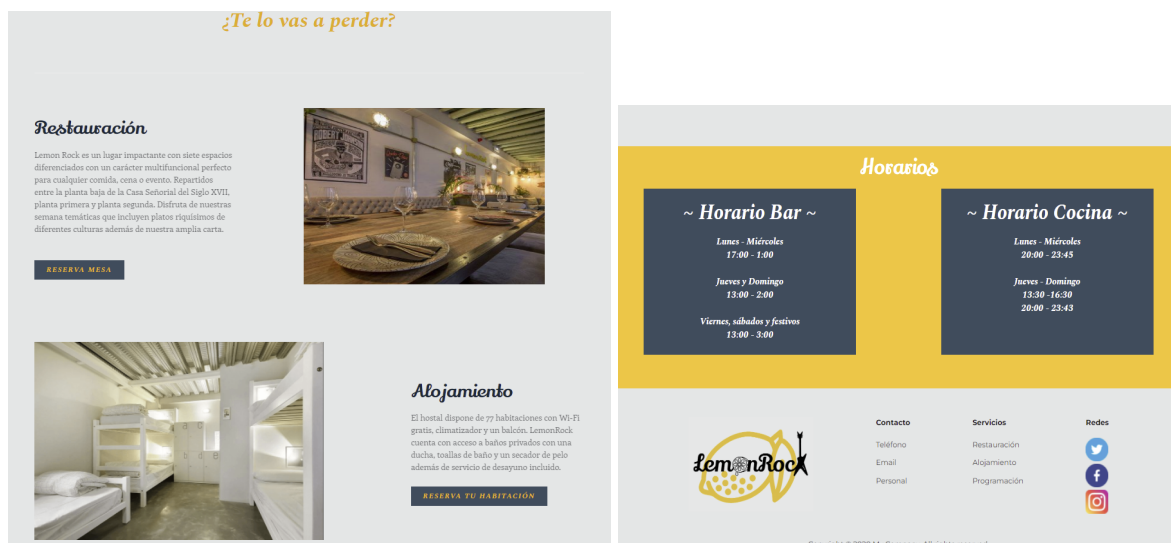 ¿Te lo vas a perder?
Restauración
Lemon Rock es un lugar impactante con siete espacios
diferenciados con un carácter multifuncional perfecto
para cualquier comida, cena o evento. Repartidos
entre la planta baja de la Casa Señorial del Siglo XVII,
planta primera y planta segunda. Disfruta de nuestras
semana temáticas que incluyen platos riquísimos de
diferentes culturas además de nuestra amplia carta.
RESERVA MESA
Alojamiento
El hostal dispone de 77 habitaciones con Wi-Fi
gratis, climatizador y un balcón. LemonRock
cuenta con acceso a baños privados con una
ducha, toallas de baño y un secador de pelo
además de servicio de desayuno incluido.
RESERVA TU HABITACIÓN
Horarios
~ Horario Bar ~
Lunes - Miércoles
17:00 - 1:00
Jueves y Domingo
13:00 - 2:00
Viernes, sábados y festivos
13:00 - 3:00
~ Horario Cocina ~
Lunes - Miércoles
20:00 - 23:45
Jueves - Domingo
13:30 -16:30
20:00 - 23:43
LemonRock
Contacto
Teléfono
Email
Personal
Servicios
Restauración
Alojamiento
Programación
Redes